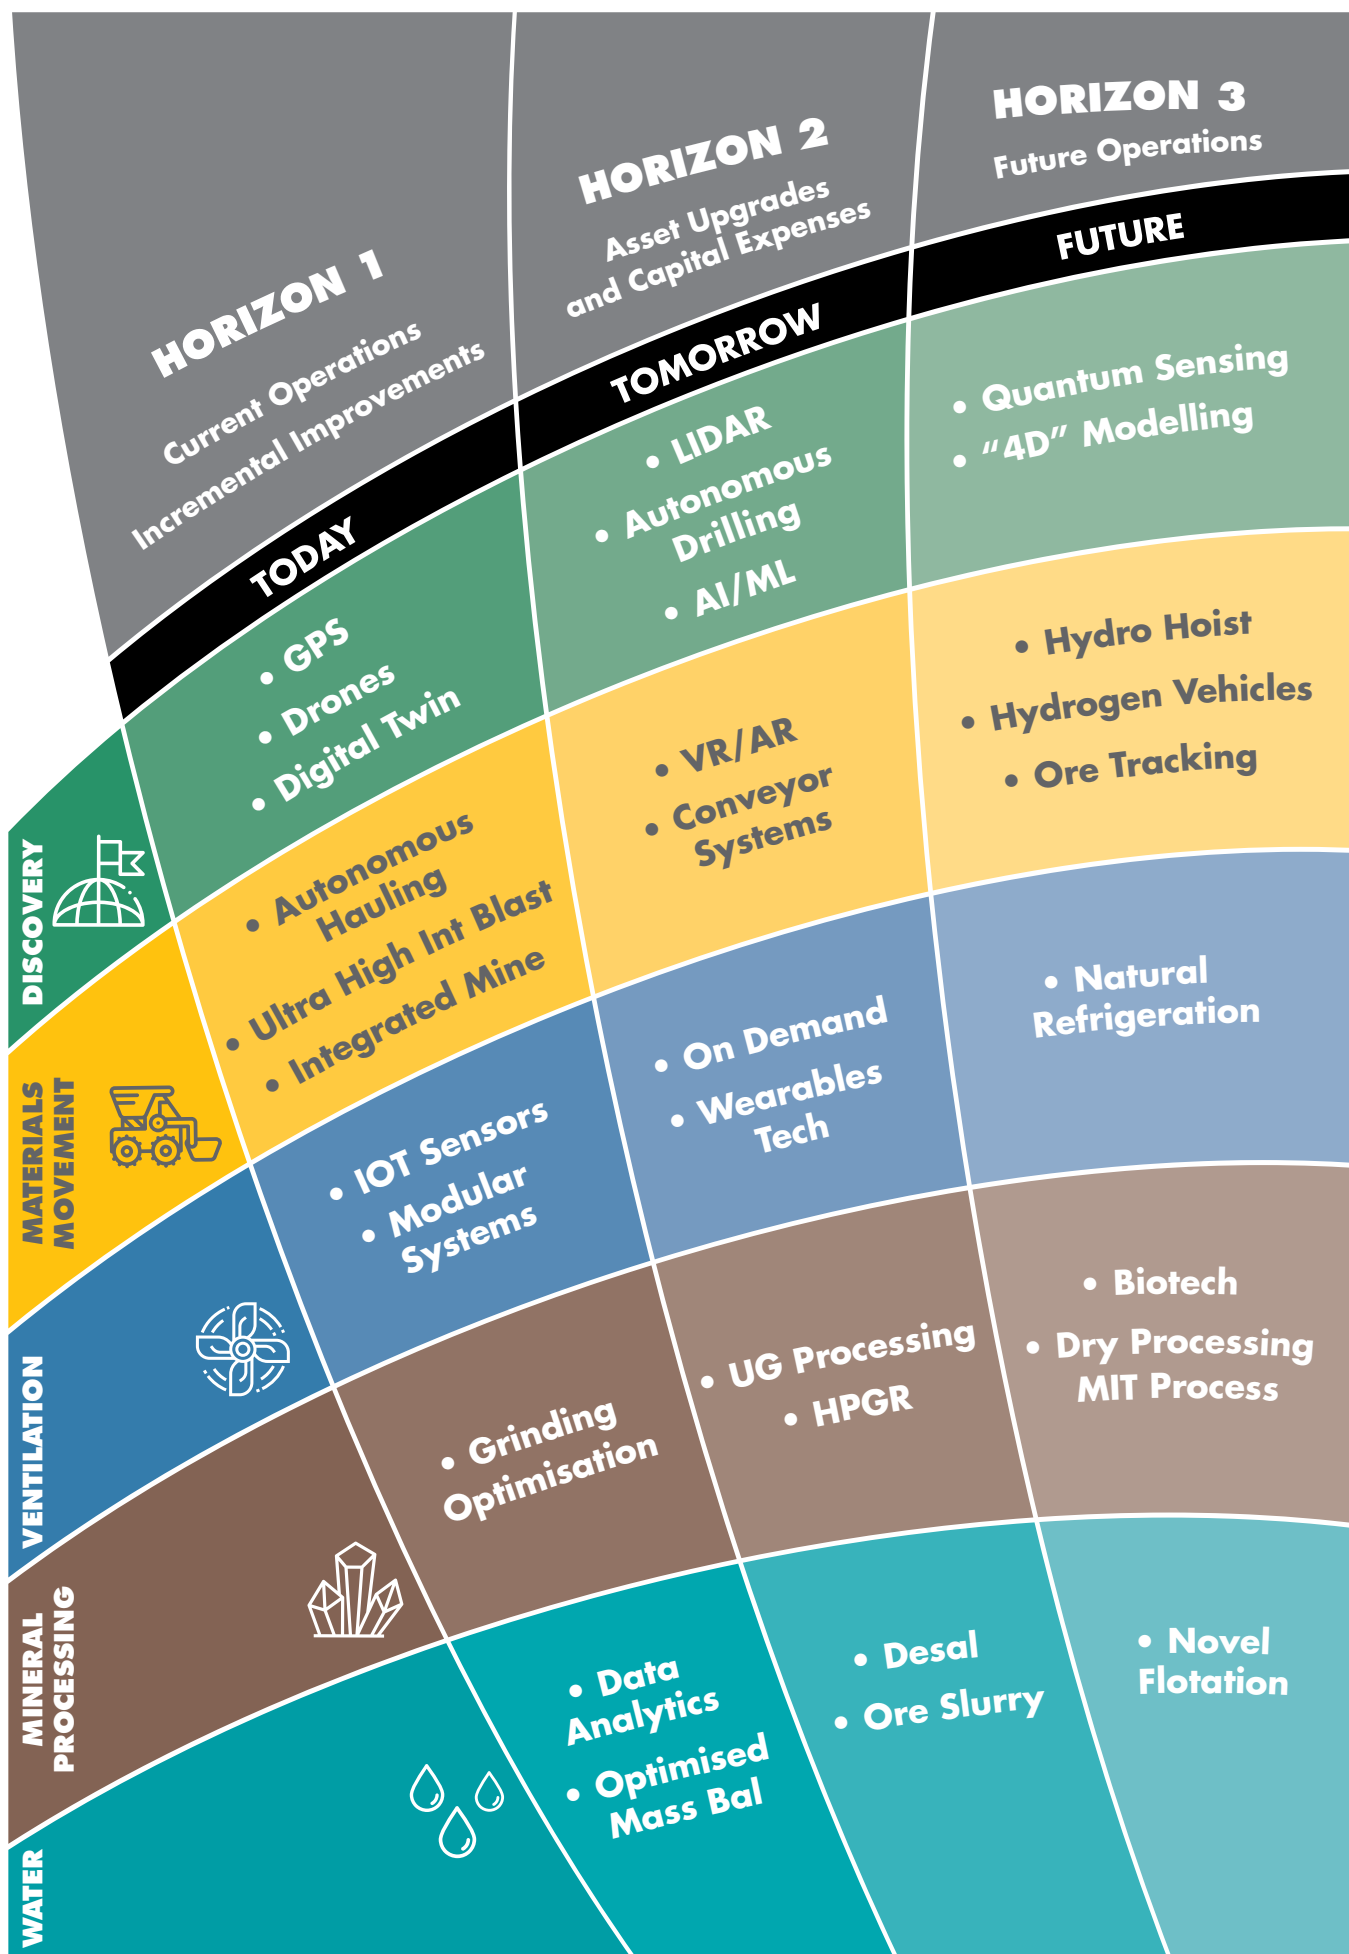 HORIZON 1
Current Operations
Incremental Improvements
HORIZON 2
Asset Upgrades
and Capital Expenses
HORIZON 3
Future Operations
TODAY
TOMORROW
FUTURE
DISCOVERY
• GPS
• Drones
• Digital Twin
• LIDAR
• Autonomous
Drilling
• AI/ML
• Quantum Sensing
• “4D” Modelling
MATERIALS
MOVEMENT
• Autonomous
Hauling
• Ultra High Int Blast
• Integrated Mine
• VR/AR
• Conveyor
Systems
• Hydro Hoist
• Hydrogen Vehicles
• Ore Tracking
VENTILATION
• IOT Sensors
• Modular
Systems
• On Demand
• Wearables
Tech
• Natural
Refrigeration
MINERAL
PROCESSING
• Grinding
Optimisation
• UG Processing
• HPGR
• Biotech
• Dry Processing
MIT Process
WATER
• Data
Analytics
• Optimised
Mass Bal
• Desal
• Ore Slurry
• Novel
Flotation